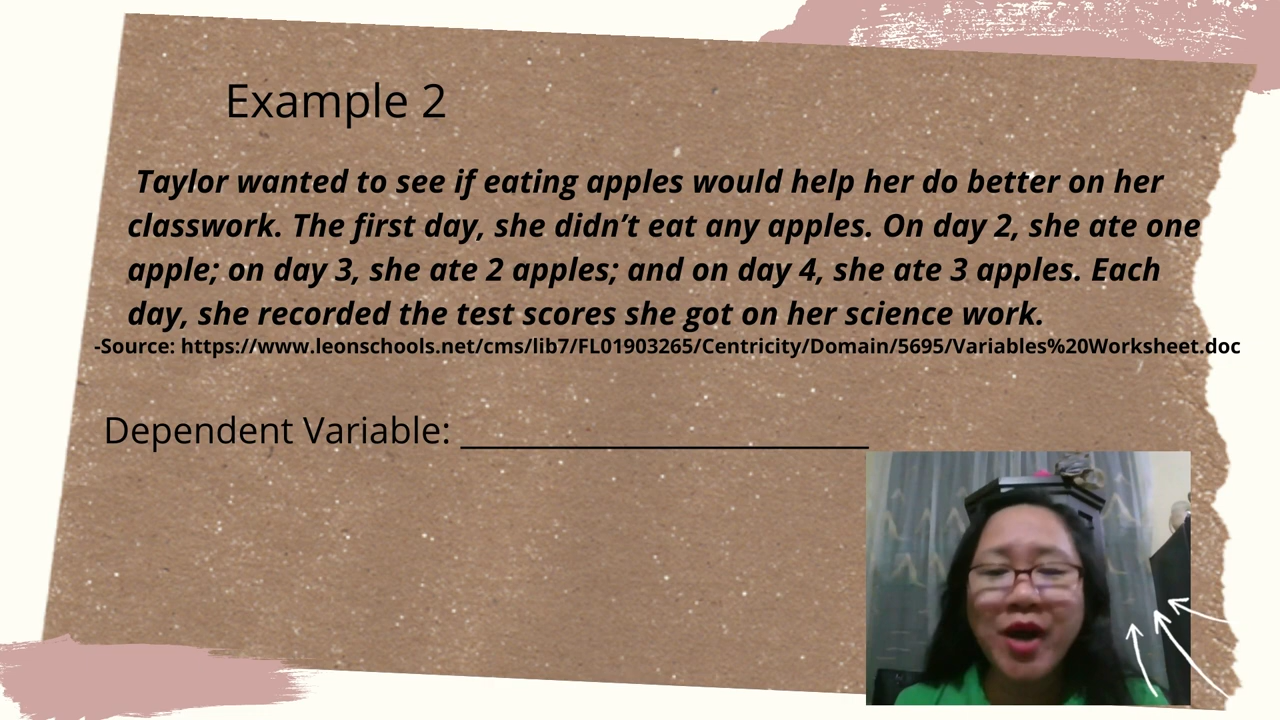 Example 2
Taylor wanted to see if eating apples would help her do better on her
classwork. The first day, she didn’t eat any apples. On day 2, she ate one
apple; on day 3, she ate 2 apples; and on day 4, she ate 3 apples. Each
day, she recorded the test scores she got on her science work.
-Source: https://www.leonschools.net/cms/lib7/FL01903265/Centricity/Domain/5695/Variables%20Worksheet.doc
Dependent Variable: ______________________